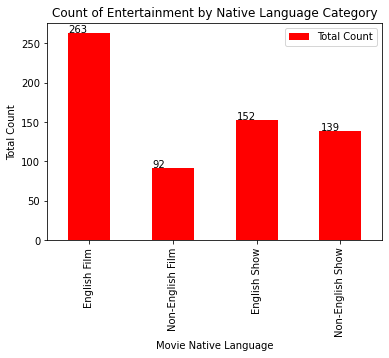 Count of Entertainment by Native Language Category
Total Count
263
92
152
139
250
200
150
100
50
0
Total Count
English Film
Non-English Film
English Show
Non-English Show
Movie Native Language